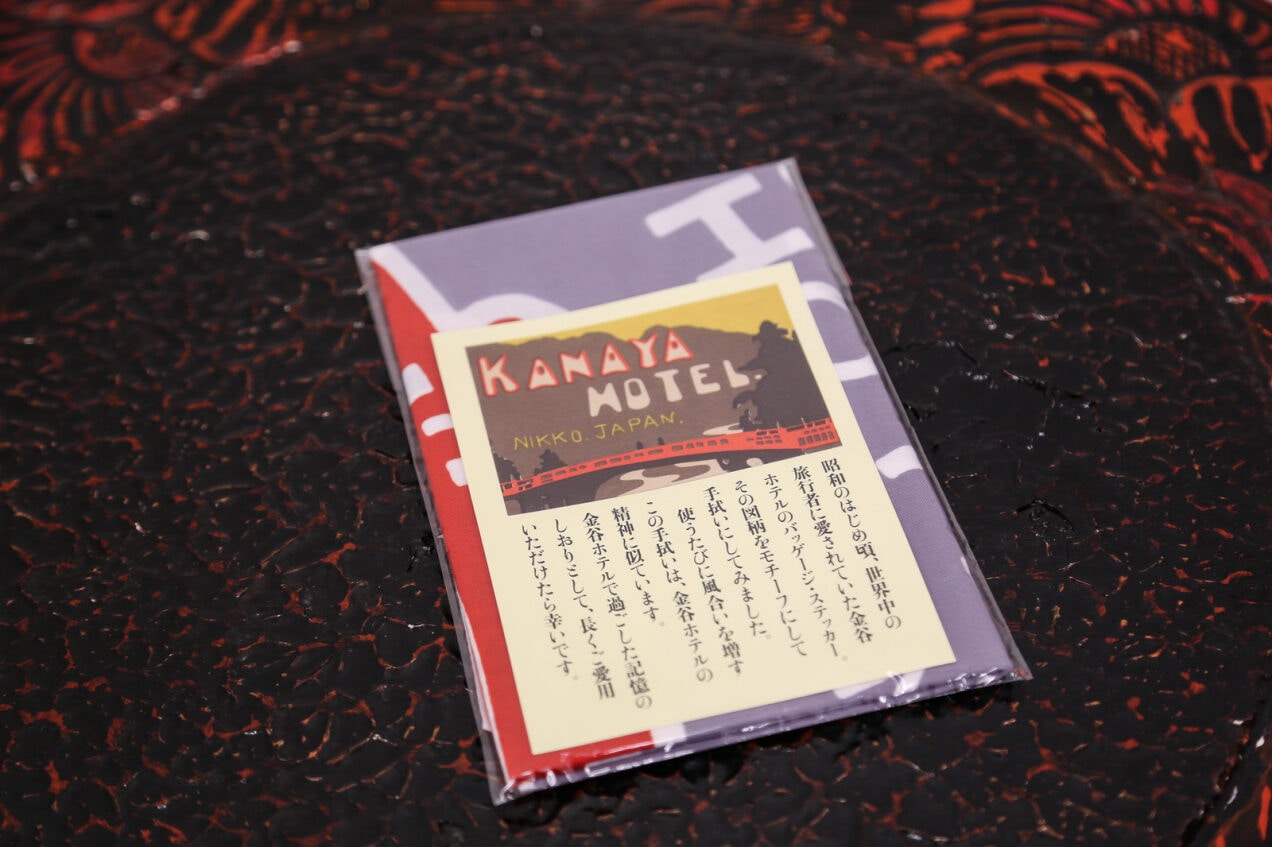 KANAYA
HOTEL
NIKKO. JAPAN.
昭和のはじめ頃、世界中の
旅行者に愛されていた金谷
ホテルのバッゲージ・ステッカー。
その図柄をモチーフにして
手拭いにしてみました。
使うたびに風合いを増す
この手拭いは、金谷ホテルの
精神に似ています。
金谷ホテルで過ごした記憶の
しおりとして、長くご愛用
いただけたら幸いです。